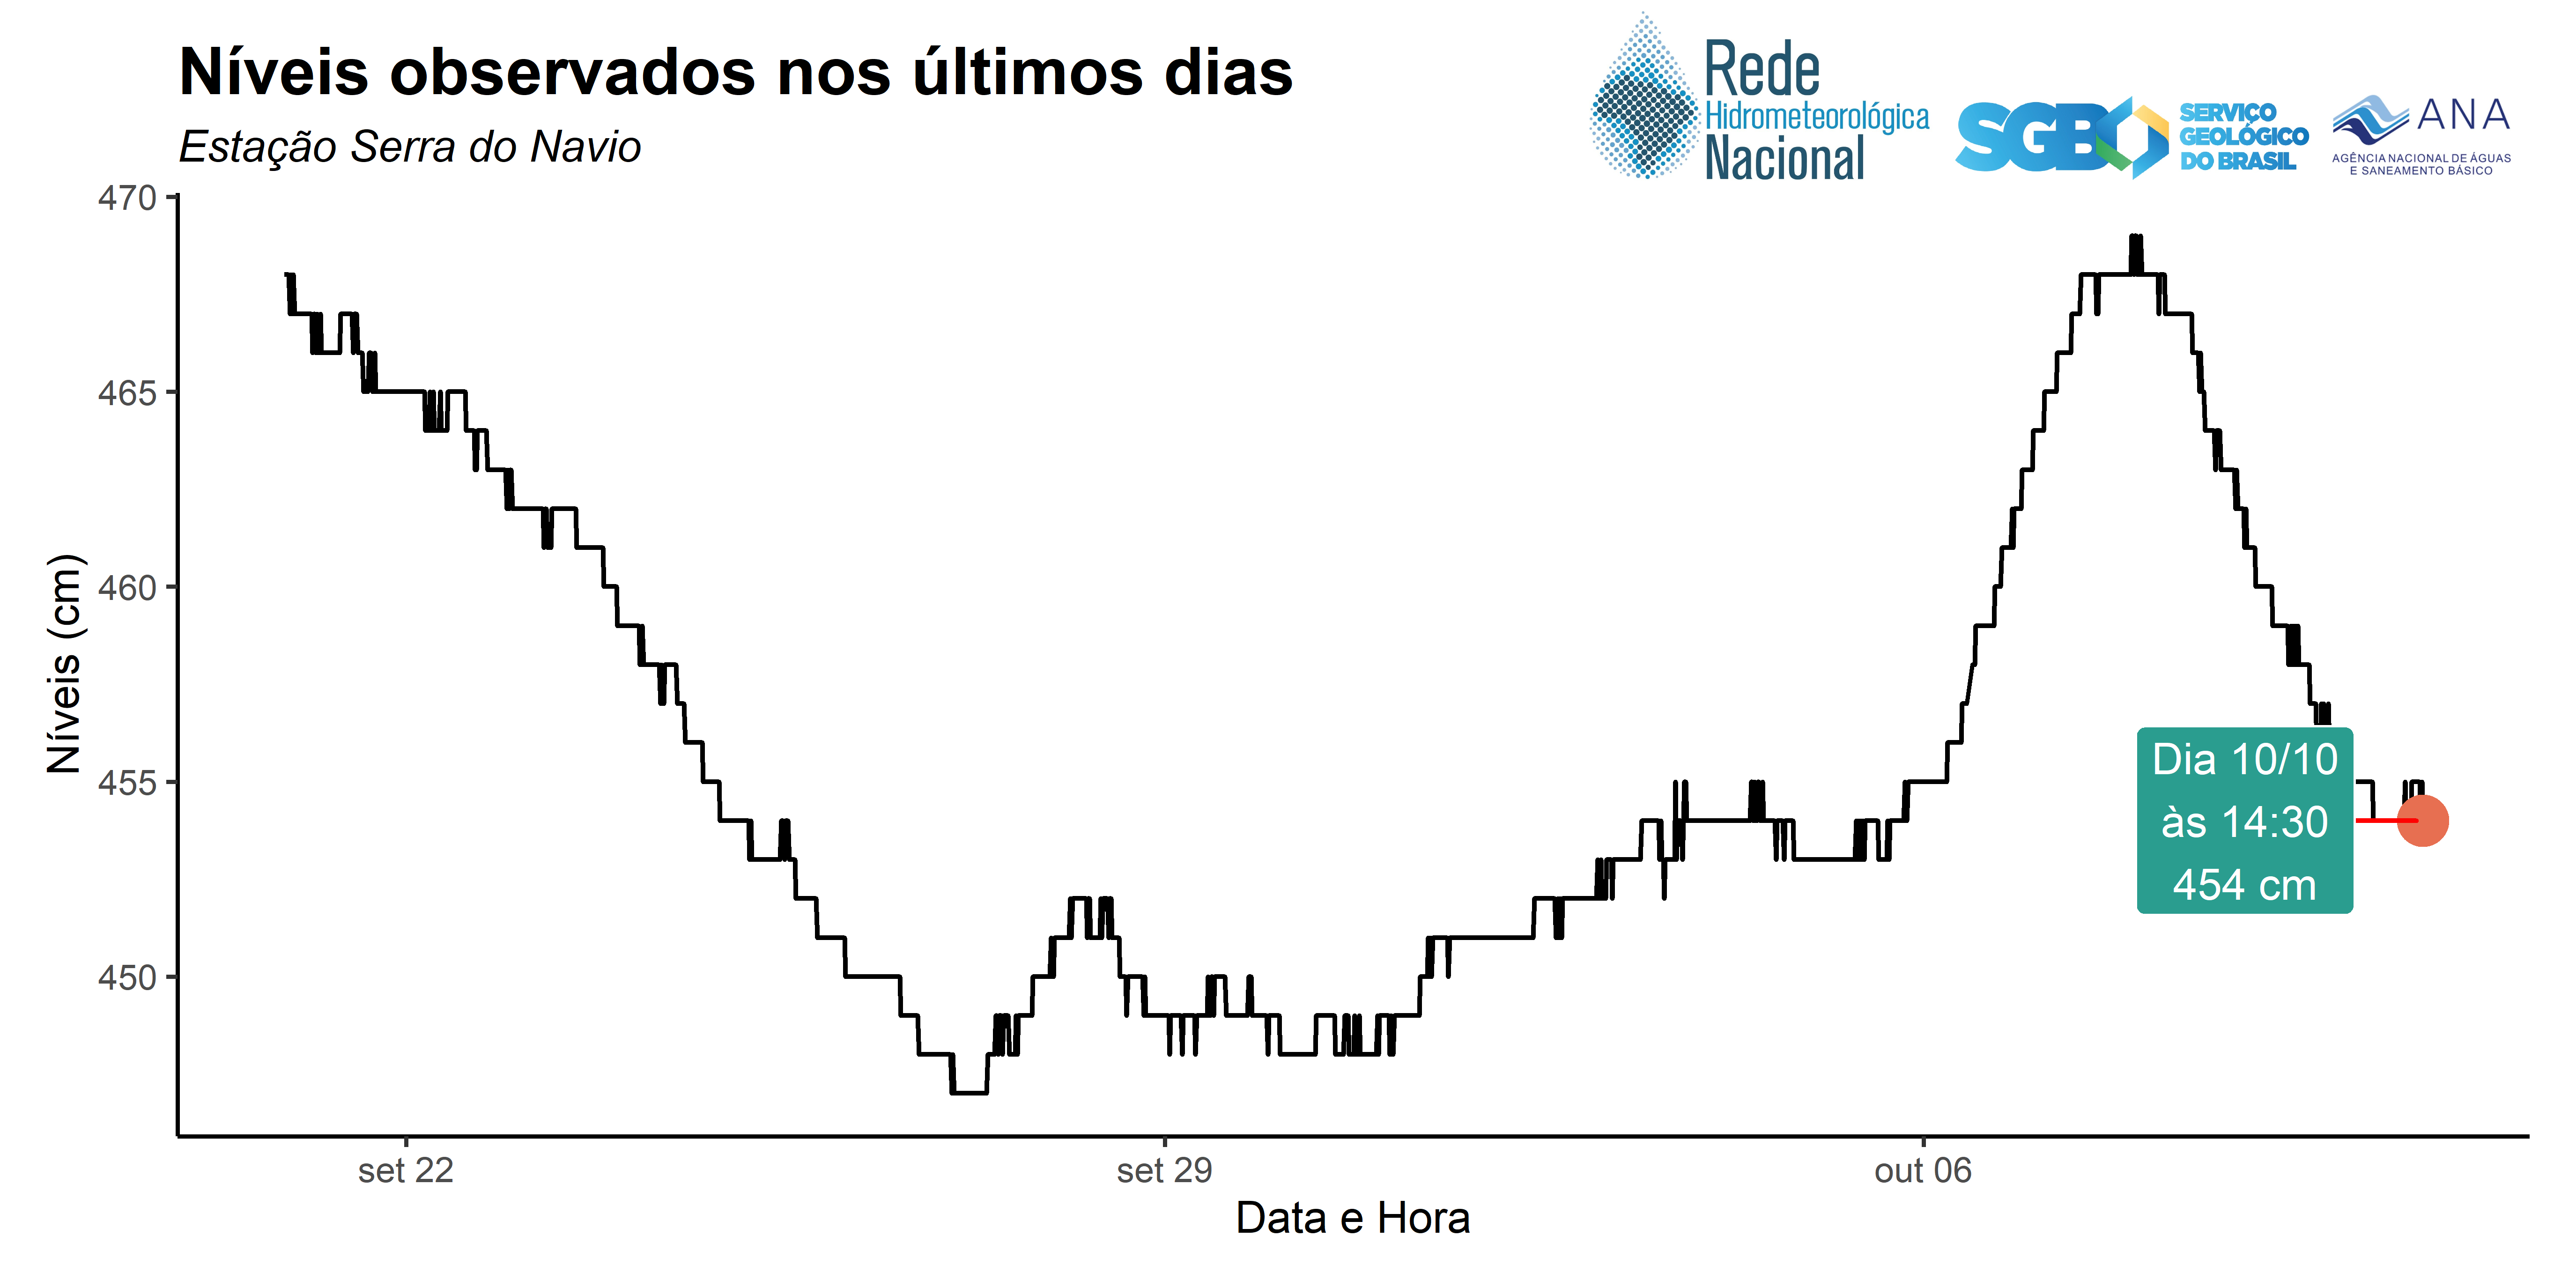 Níveis observados nos últimos dias
Estação Serra do Navio
Rede
Hidrometeorológica
Nacional
SGB
SERVIÇO
GEOLÓGICO
DO BRASIL
ANA
AGÊNCIA NACIONAL DE ÁGUAS
E SANEAMENTO BÁSICO
470
465
460
455
450
Níveis (cm)
Dia 10/10
às 14:30
454 cm
set 22
set 29
out 06
Data e Hora